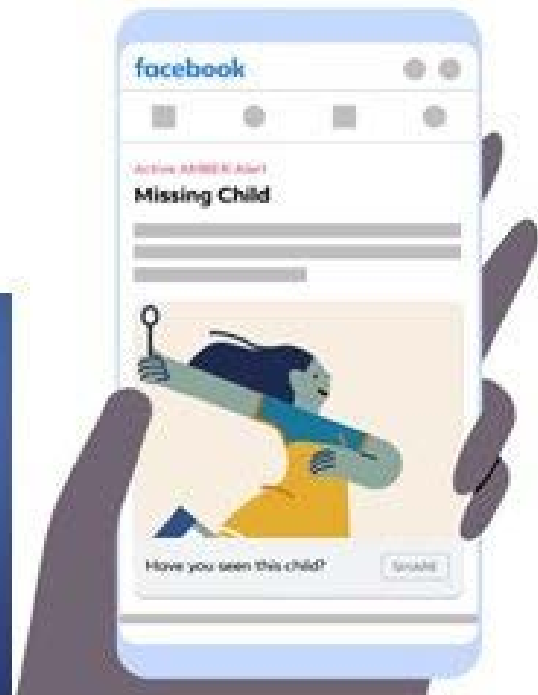 facebook
Active AMBER Alert
Missing Child
Have you seen this child?
SHARE